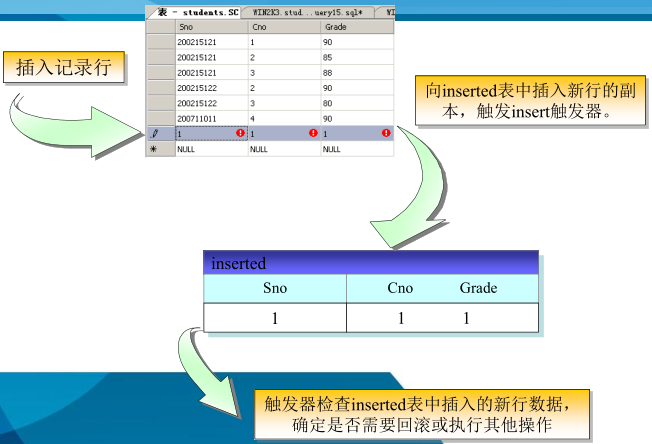 表 - students.SC WIN2K3.stud...uery15.sql* WI
Sno Cno Grade
200215121 1 90
200215121 2 85
200215121 3 88
200215122 2 90
200215122 3 80
200711011 4 90
1 1 1
NULL NULL NULL
插入记录行
向inserted表中插入新行的副
本，触发insert触发器。
inserted
Sno Cno Grade
1 1 1
触发器检查inserted表中插入的新行数据，
确定是否需要回滚或执行其他操作